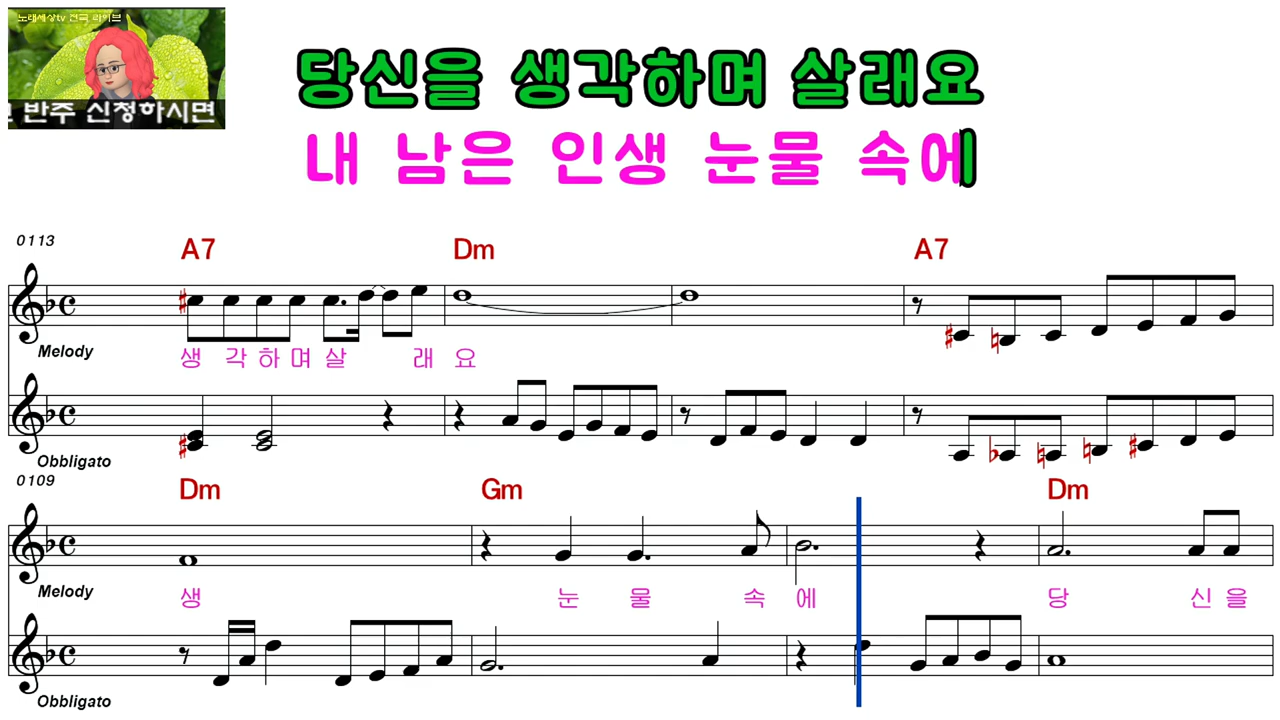 노래세상tv 전국 라이브
반주 신청하시면
당신을 생각하며 살래요
내 남은 인생 눈물 속에
0113
A7 Dm A7
Melody
생 각 하 며 살 래 요
Obbligato
0109
Dm Gm Dm
Melody
생 눈 물 속 에 당 신 을
Obbligato